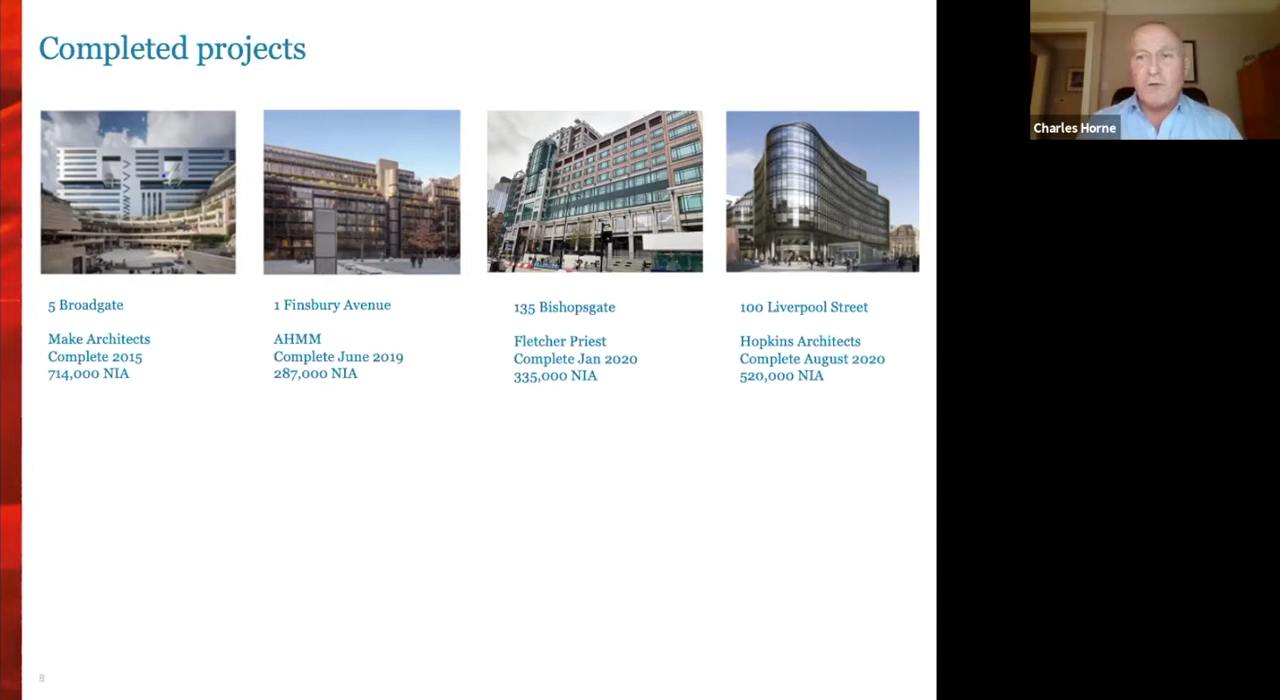 Completed projects
Charles Horne
5 Broadgate
Make Architects
Complete 2015
714,000 NIA
1 Finsbury Avenue
AHMM
Complete June 2019
287,000 NIA
135 Bishopsgate
Fletcher Priest
Complete Jan 2020
335,000 NIA
100 Liverpool Street
Hopkins Architects
Complete August 2020
520,000 NIA
8